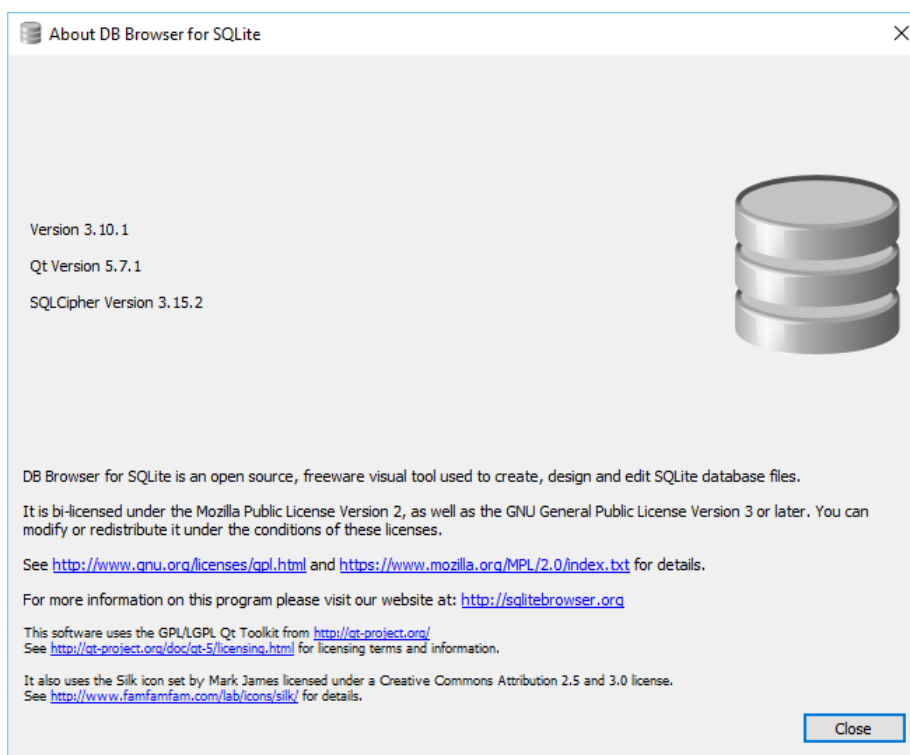 About DB Browser for SQLite
Version 3.10.1
Qt Version 5.7.1
SQLCipher Version 3.15.2
DB Browser for SQLite is an open source, freeware visual tool used to create, design and edit SQLite database files.
It is bi-licensed under the Mozilla Public License Version 2, as well as the GNU General Public License Version 3 or later. You can
modify or redistribute it under the conditions of these licenses.
See http://www.gnu.org/licenses/gpl.html and https://www.mozilla.org/MPL/2.0/index.txt for details.
For more information on this program please visit our website at: http://sqlitebrowser.org
This software uses the GPL/LGPL Qt Toolkit from http://qt-project.org/
See http://qt-project.org/doc/qt-5/licensing.html for licensing terms and information.
It also uses the Silk icon set by Mark James licensed under a Creative Commons Attribution 2.5 and 3.0 license.
See http://www.famfamfam.com/lab/icons/silk/ for details.
Close